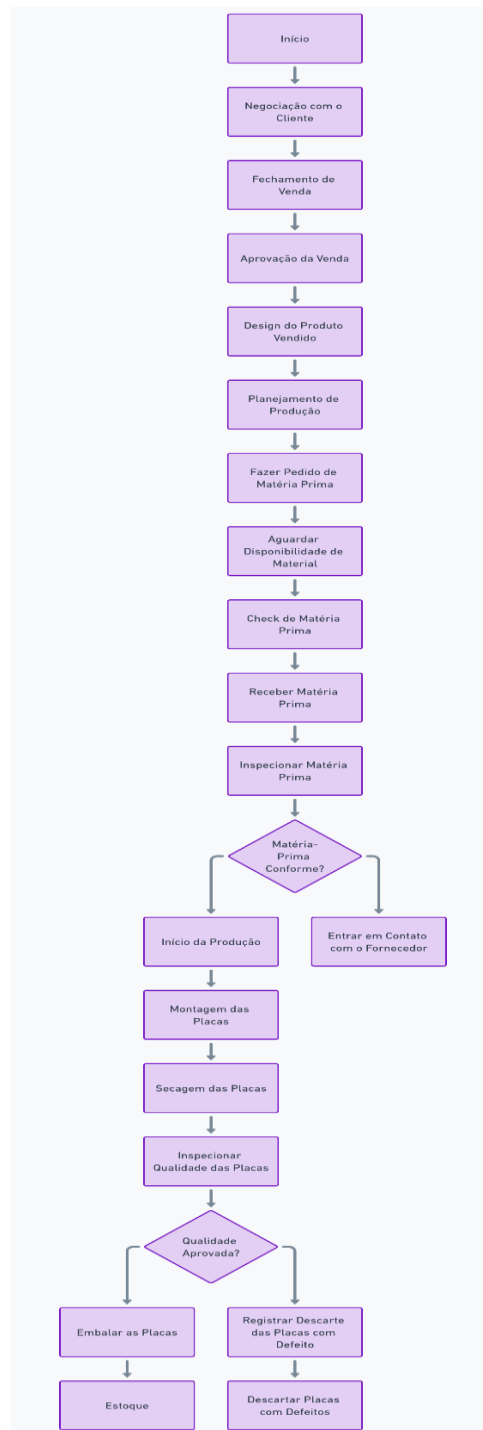 Início
Negociação com o
Cliente
Fechamento de
Venda
Aprovação da Venda
Design do Produto
Vendido
Planejamento de
Produção
Fazer Pedido de
Matéria Prima
Aguardar
Disponibilidade de
Material
Check de Matéria
Prima
Receber Matéria
Prima
Inspecionar Matéria
Prima
Matéria-
Prima
Conforme?
Início da Produção
Entrar em Contato
com o Fornecedor
Montagem das
Placas
Secagem das Placas
Inspecionar
Qualidade das Placas
Qualidade
Aprovada?
Embalar as Placas
Registrar Descarte
das Placas com
Defeito
Estoque
Descartar Placas
com Defeitos